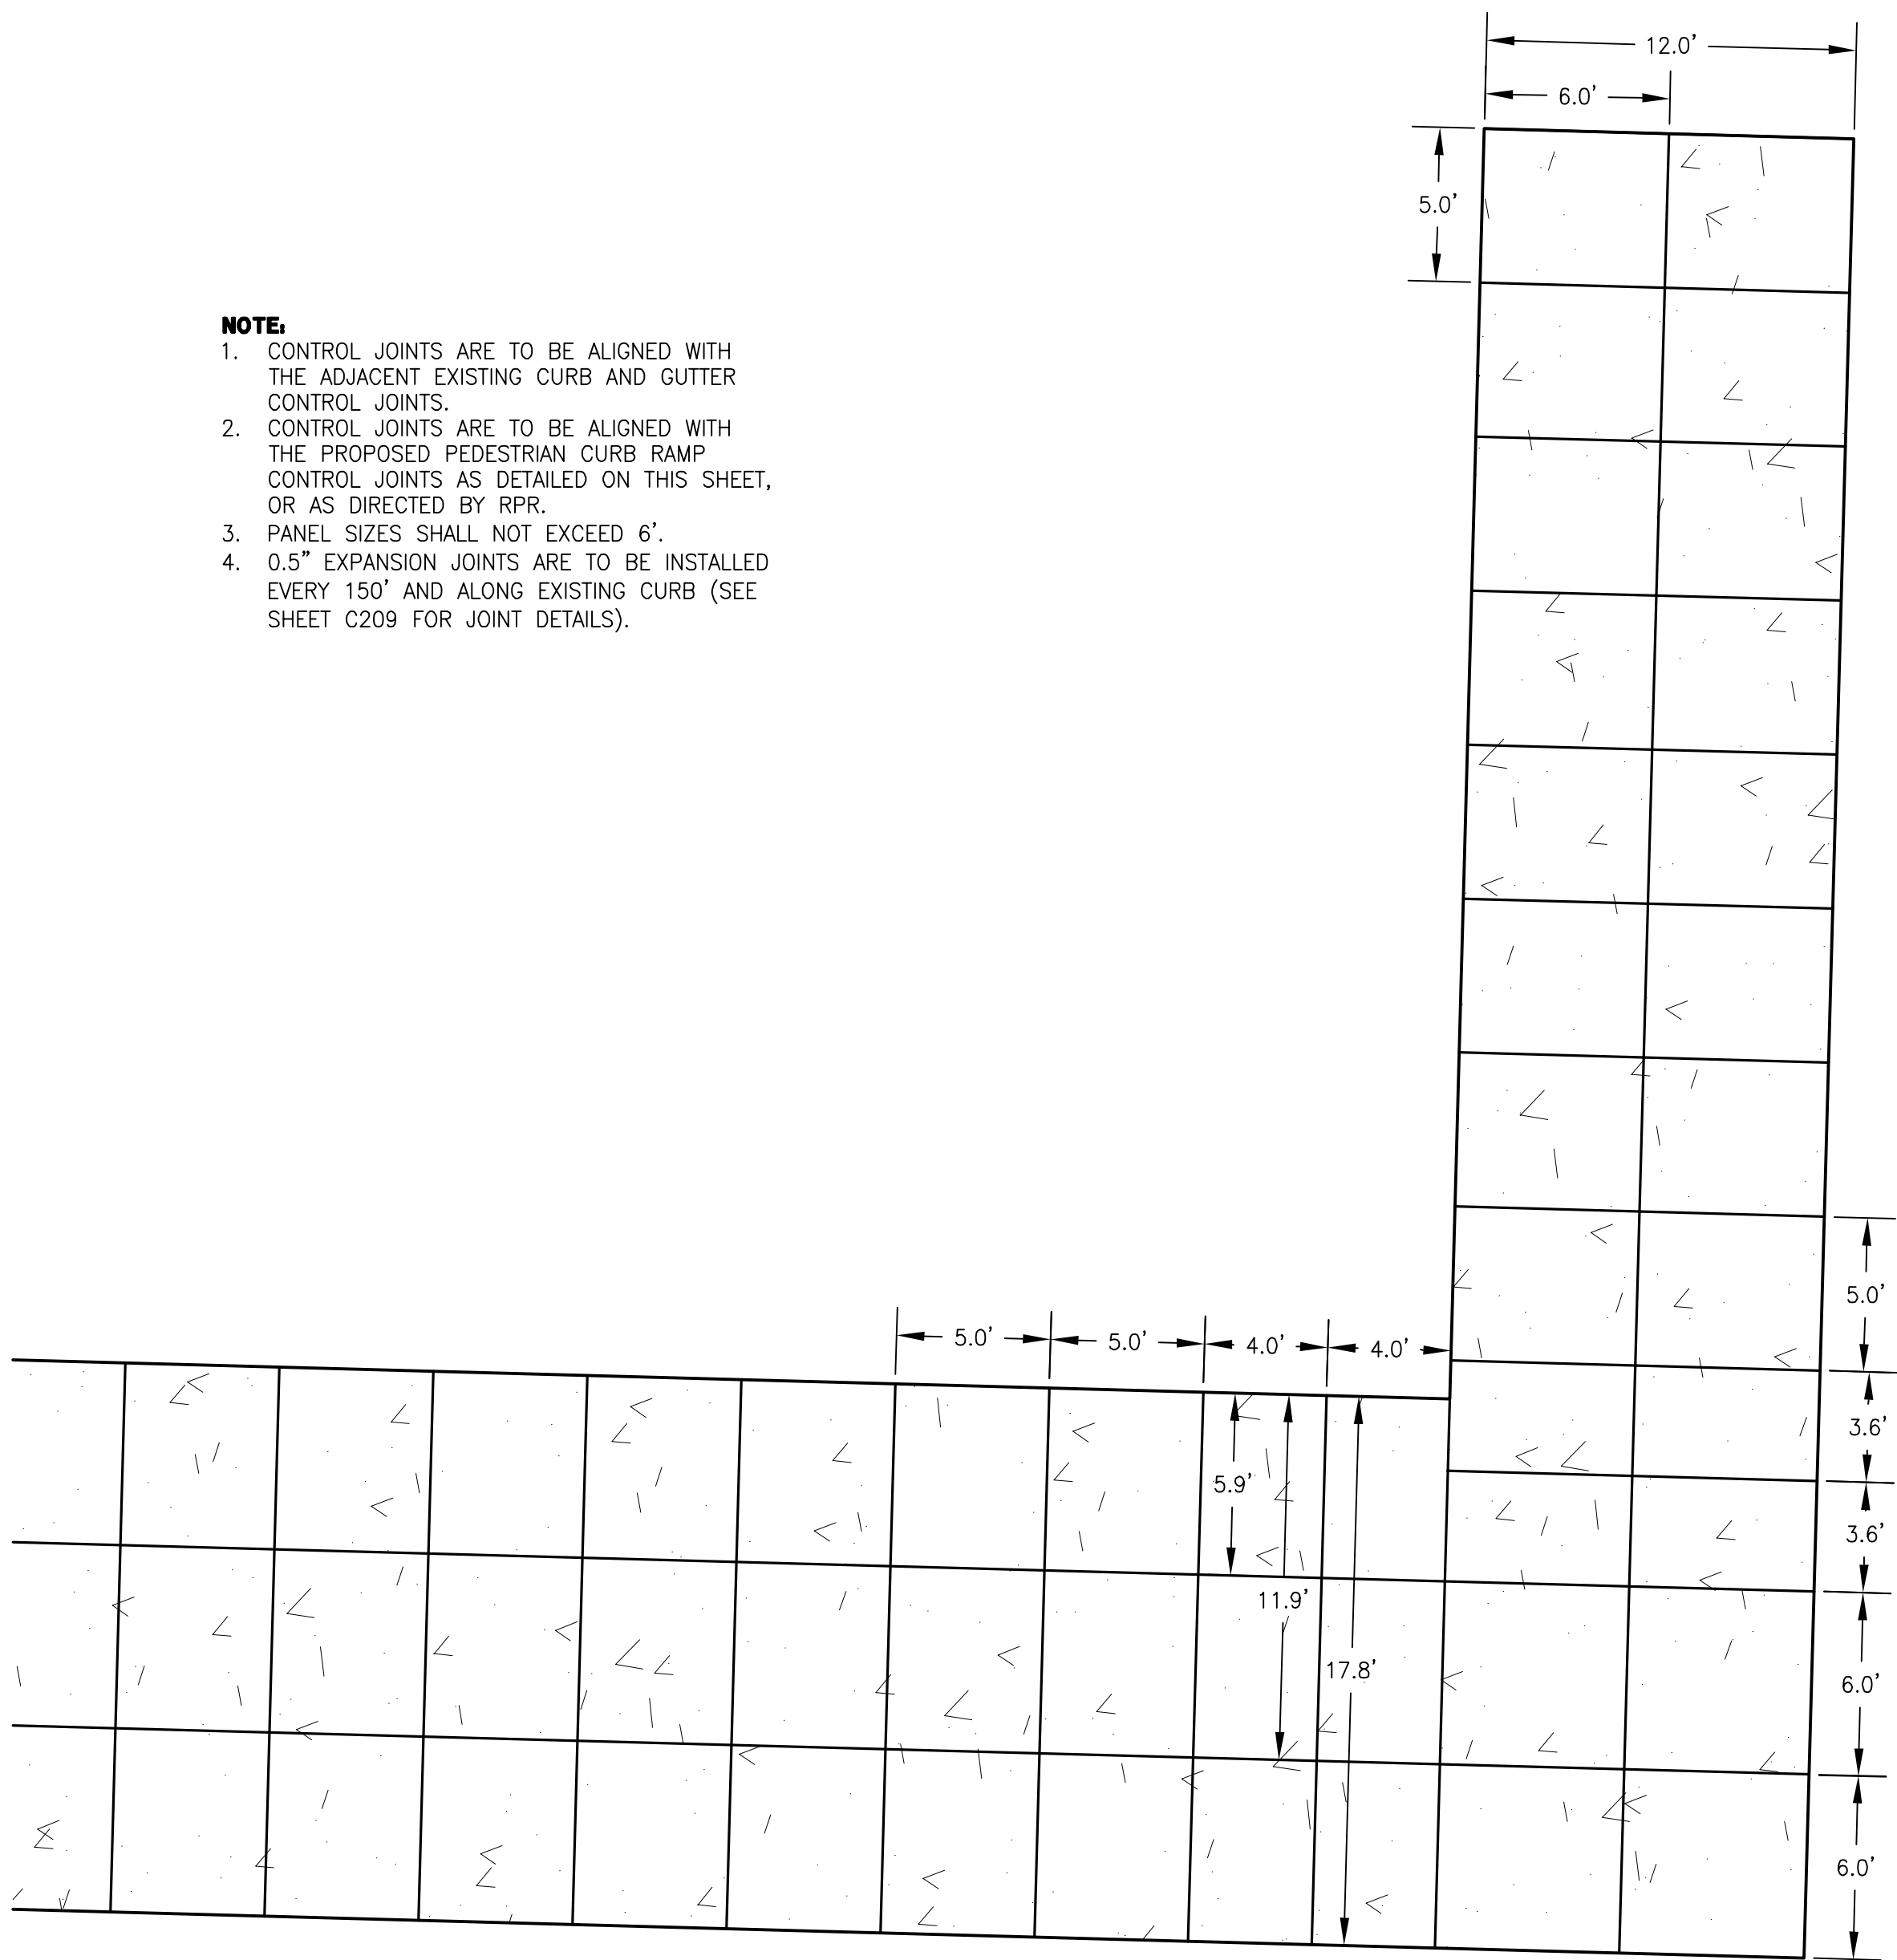 12.0'
6.0'
5.0'
NOTE:
1. CONTROL JOINTS ARE TO BE ALIGNED WITH
THE ADJACENT EXISTING CURB AND GUTTER
CONTROL JOINTS.
2. CONTROL JOINTS ARE TO BE ALIGNED WITH
THE PROPOSED PEDESTRIAN CURB RAMP
CONTROL JOINTS AS DETAILED ON THIS SHEET,
OR AS DIRECTED BY RPR.
3. PANEL SIZES SHALL NOT EXCEED 6'.
4. 0.5" EXPANSION JOINTS ARE TO BE INSTALLED
EVERY 150' AND ALONG EXISTING CURB (SEE
SHEET C209 FOR JOINT DETAILS).
5.0'
5.0' 5.0' 4.0' 4.0'
3.6'
5.9'
3.6'
11.9'
17.8'
6.0'
6.0'